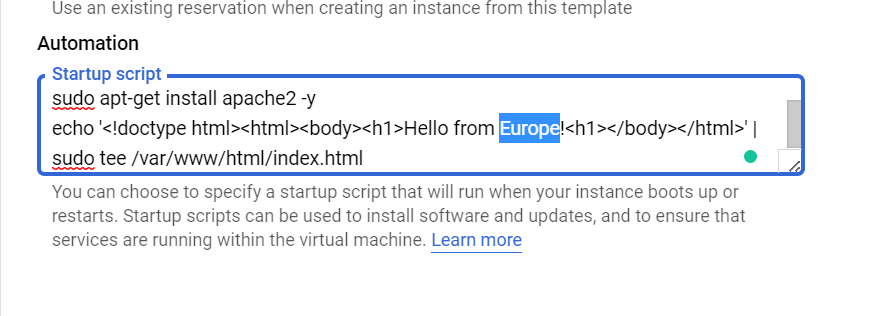 Use an existing reservation when creating an instance from this template
Automation
Startup script
sudo apt-get install apache2 -y
echo '<!doctype html><html><body><h1>Hello from Europe!<h1></body></html>' |
sudo tee /var/www/html/index.html
You can choose to specify a startup script that will run when your instance boots up or
restarts. Startup scripts can be used to install software and updates, and to ensure that
services are running within the virtual machine. Learn more